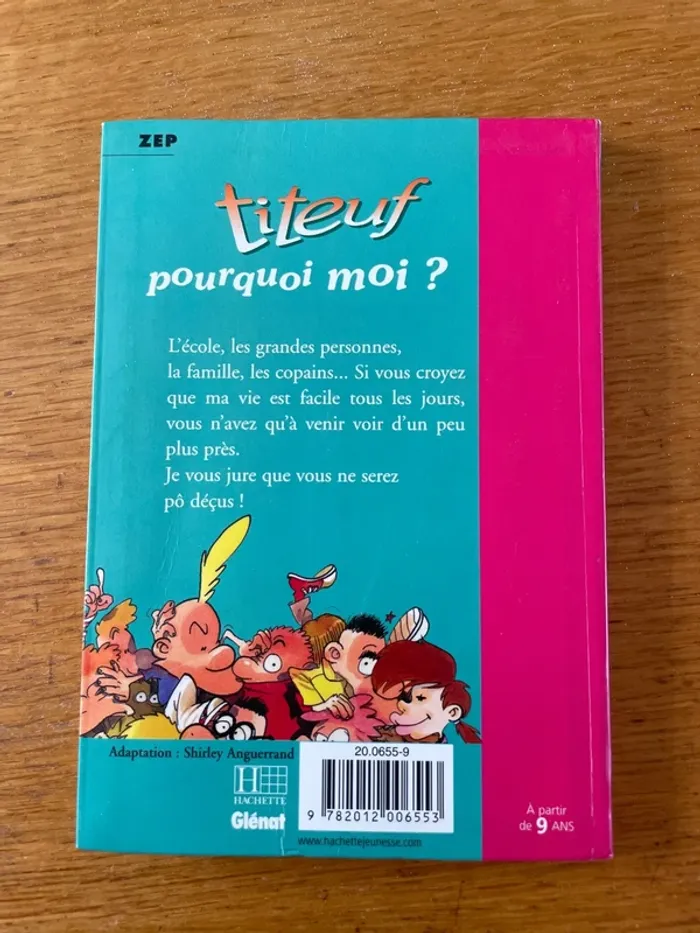 ZEP
titeuf
pourquoi moi ?
L'école, les grandes personnes,
la famille, les copains... Si vous croyez
que ma vie est facile tous les jours,
vous n'avez qu'à venir voir d'un peu
plus près.
Je vous jure que vous ne serez
pô déçus !
Adaptation : Shirley Anguerrand
20.0655-9
H
HACHETTE
Glénat
9 782012 006553
www.hachettejeunesse.com
À partir
de 9 ANS